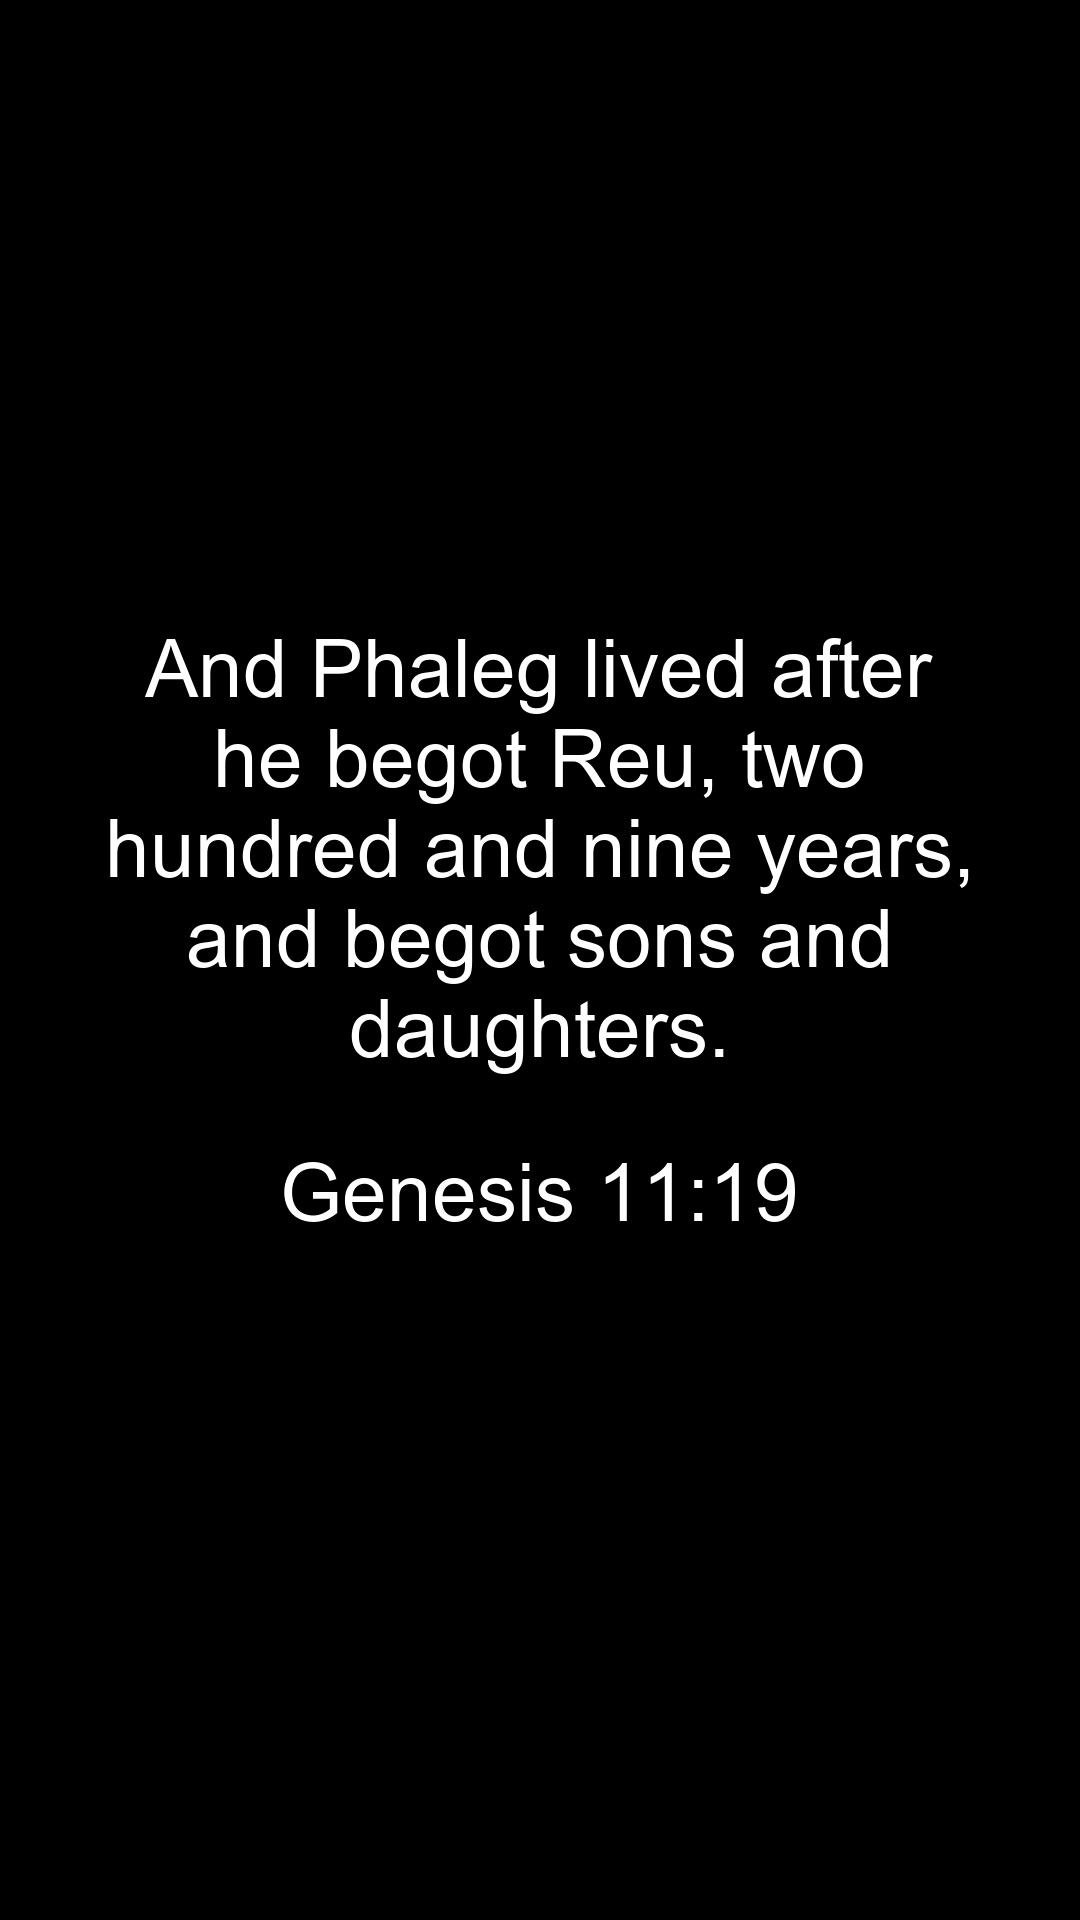 And Phaleg lived after
he begot Reu, two
hundred and nine years,
and begot sons and
daughters.
Genesis 11:19